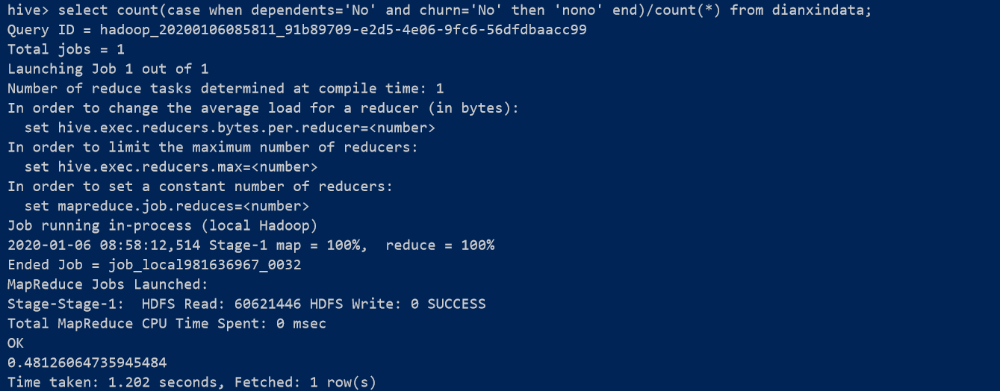 hive> select count(case when dependents='No' and churn='No' then 'nono' end)/count(*) from dianxindata;
Query ID = hadoop_20200106085811_91b89709-e2d5-4e06-9fc6-56dfdbaacc99
Total jobs = 1
Launching Job 1 out of 1
Number of reduce tasks determined at compile time: 1
In order to change the average load for a reducer (in bytes):
  set hive.exec.reducers.bytes.per.reducer=<number>
In order to limit the maximum number of reducers:
  set hive.exec.reducers.max=<number>
In order to set a constant number of reducers:
  set mapreduce.job.reduces=<number>
Job running in-process (local Hadoop)
2020-01-06 08:58:12,514 Stage-1 map = 100%,  reduce = 100%
Ended Job = job_local981636967_0032
MapReduce Jobs Launched:
Stage-Stage-1:  HDFS Read: 60621446 HDFS Write: 0 SUCCESS
Total MapReduce CPU Time Spent: 0 msec
OK
0.48126064735945484
Time taken: 1.202 seconds, Fetched: 1 row(s)